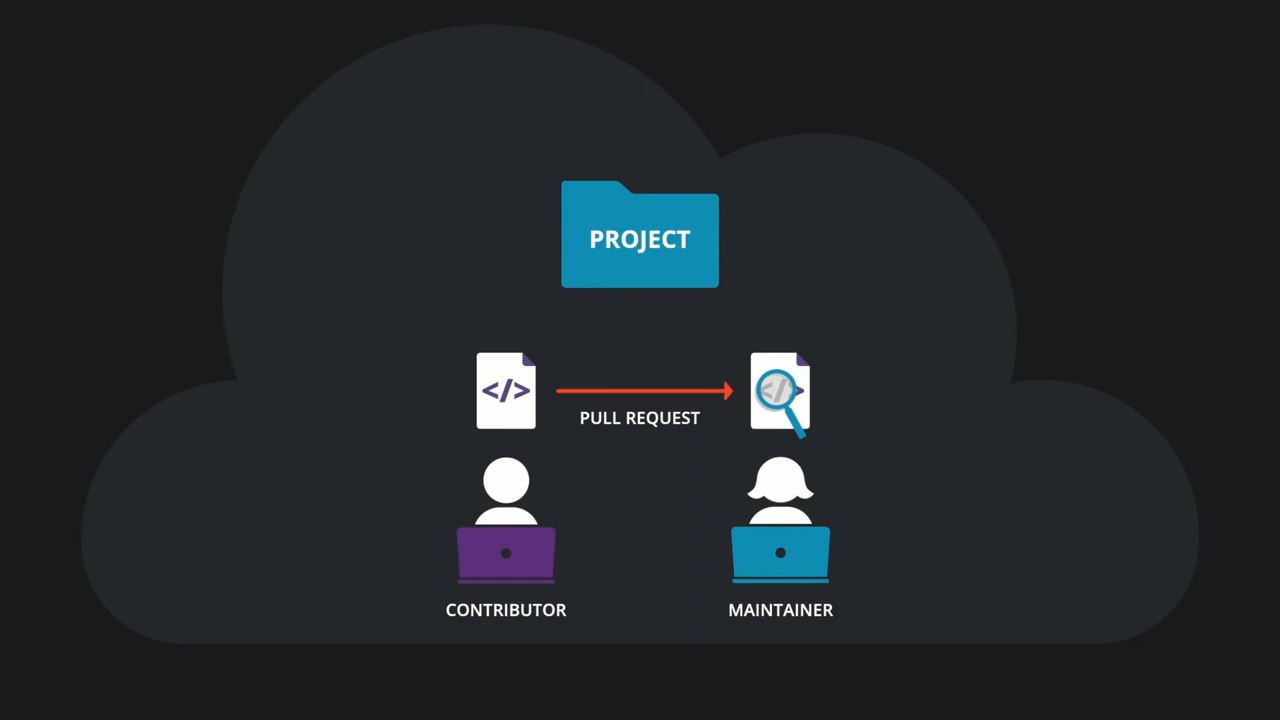 PROJECT
</>
PULL REQUEST
</>
CONTRIBUTOR
MAINTAINER